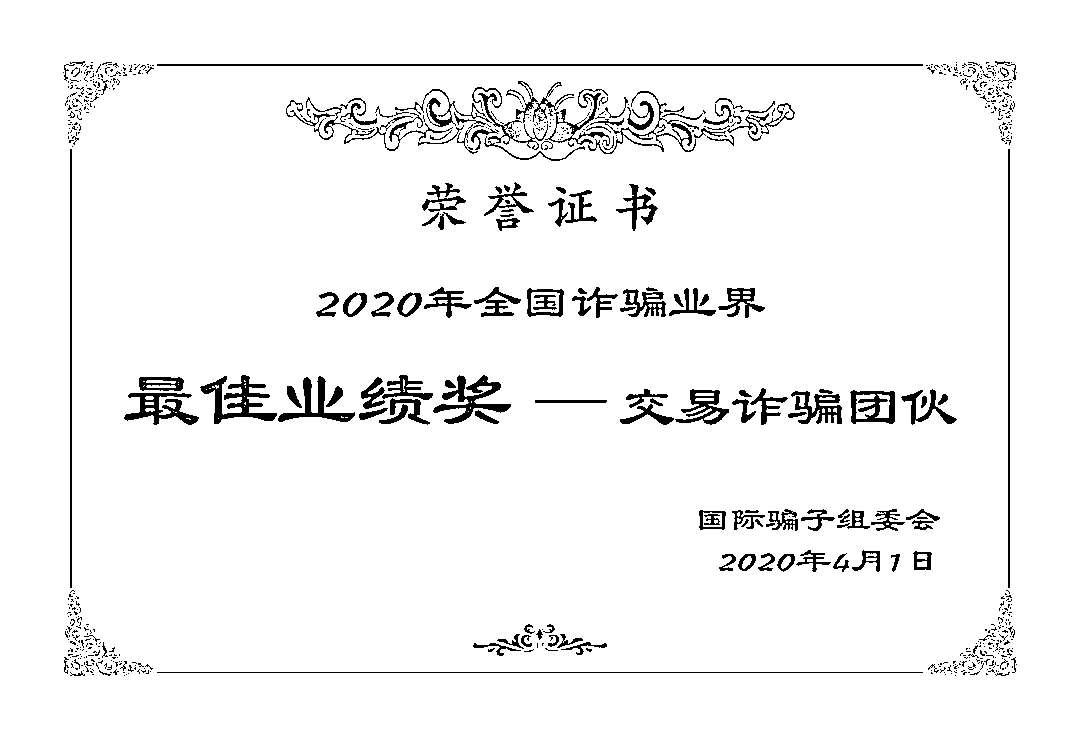 荣誉证书
2020年全国诈骗业界
最佳业绩奖 — 交易诈骗团伙
国际骗子组委会
2020年4月1日